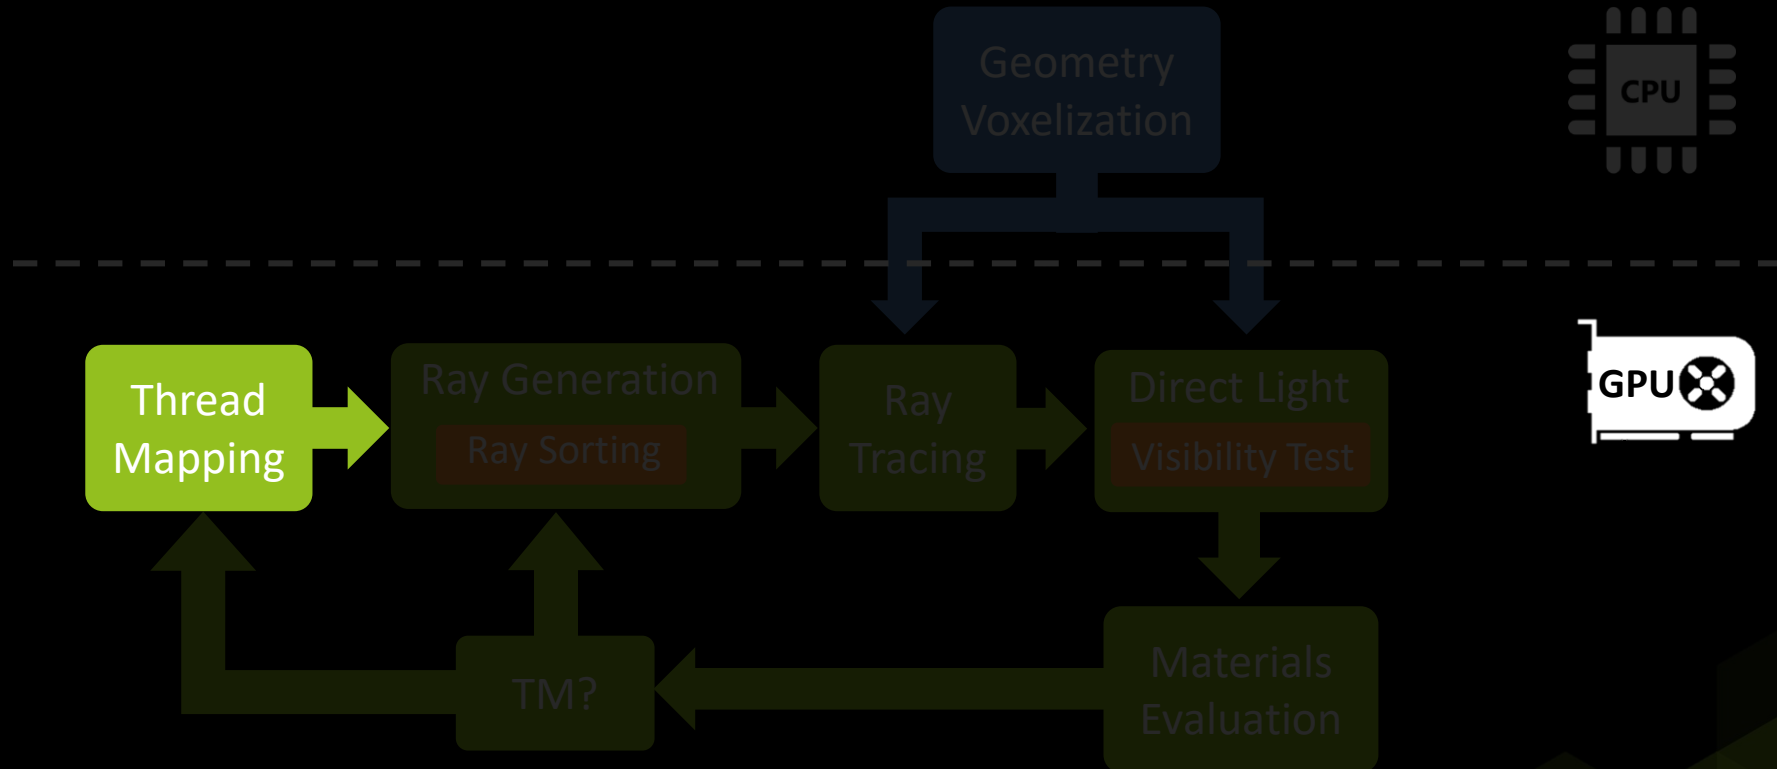 Geometry
Voxelization
CPU
Thread
Mapping
Ray Generation
Ray Sorting
Ray
Tracing
Direct Light
Visibility Test
GPU
TM?
Materials
Evaluation